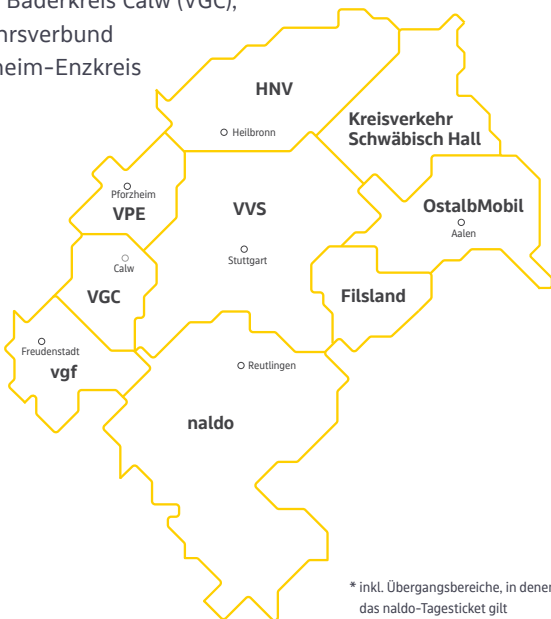 Bäderkreis Calw (VGC),
hrsverbund
heim-Enzkreis
HNV
Heilbronn
Kreisverkehr
Schwäbisch Hall
Pforzheim
VPE
VVS
OstalbMobil
Aalen
Stuttgart
Calw
VGC
Filsland
Freudenstadt
vgf
Reutlingen
naldo
* inkl. Übergangsbereiche, in denen
das naldo-Tagesticket gilt